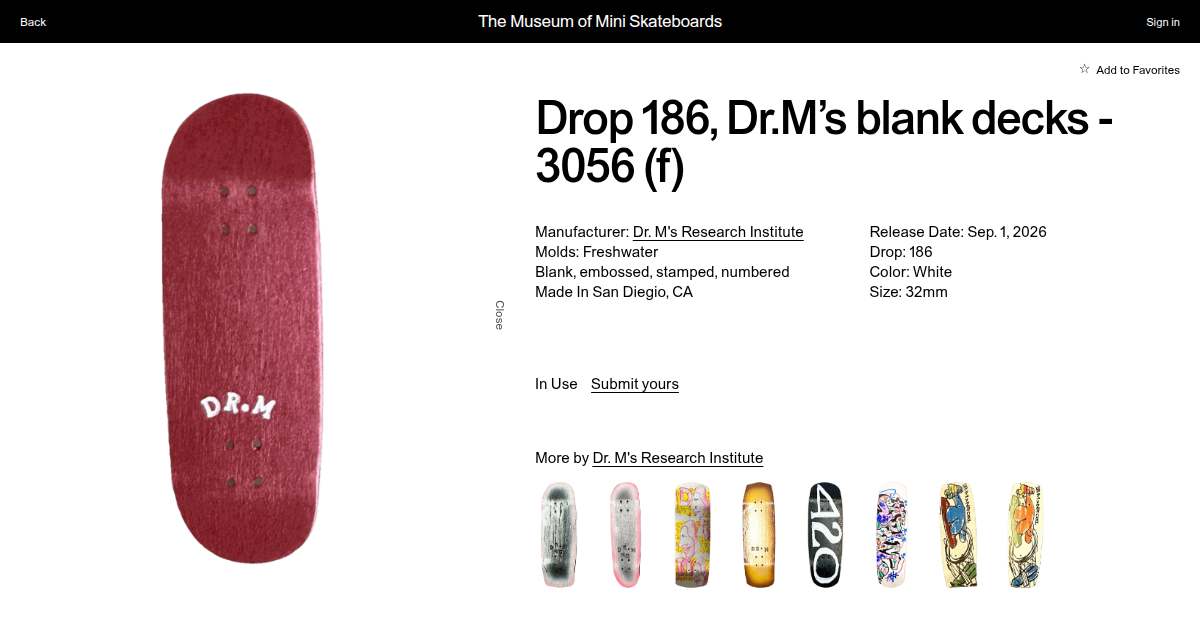 Back
The Museum of Mini Skateboards
Sign in
☆ Add to Favorites
Drop 186, Dr.M’s blank decks -
3056 (f)
Manufacturer: Dr. M's Research Institute
Molds: Freshwater
Blank, embossed, stamped, numbered
Made In San Diegio, CA
Release Date: Sep. 1, 2026
Drop: 186
Color: White
Size: 32mm
DR.M
Close
In Use Submit yours
More by Dr. M's Research Institute
420